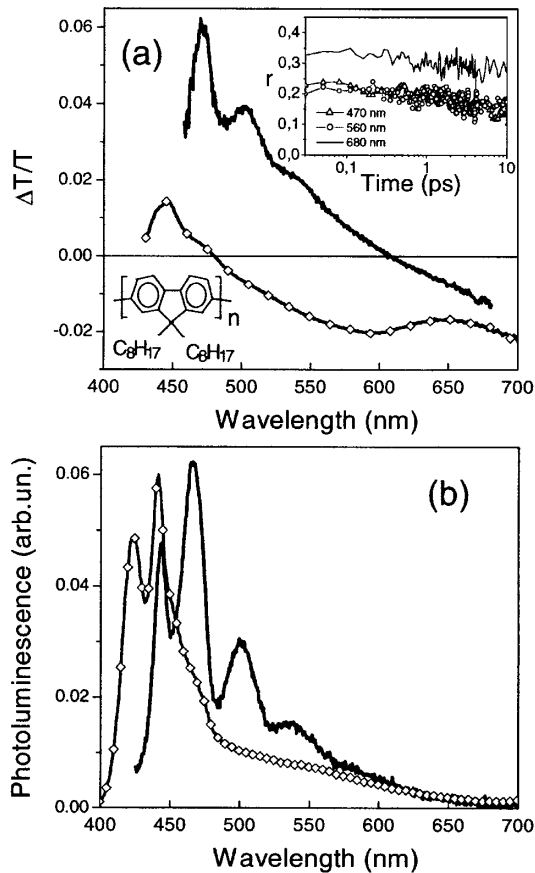 (a)
0.06
0.04
0.02
0.00
-0.02
ΔT/T
0,4
0,3
0,2
0,1
0,0
r
470 nm
560 nm
680 nm
0,1 1 10
Time (ps)
n
C8H17 C8H17
400 450 500 550 600 650 700
Wavelength (nm)
(b)
0.06
0.04
0.02
0.00
Photoluminescence (arb.un.)
400 450 500 550 600 650 700
Wavelength (nm)